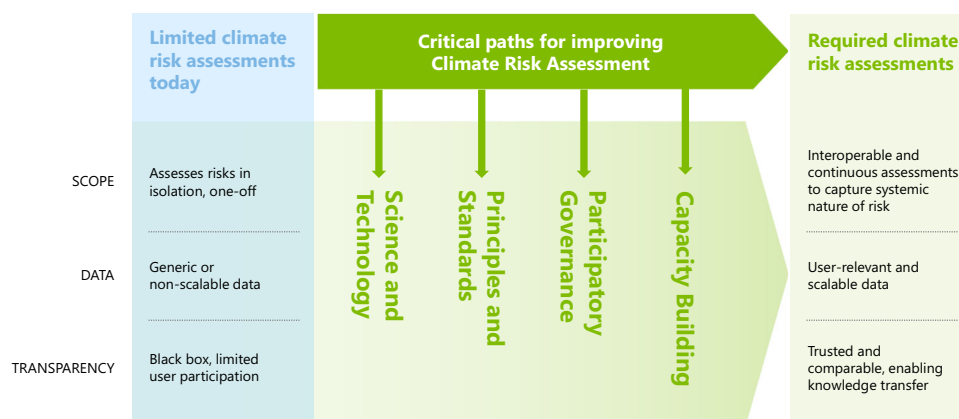 Limited climate
risk assessments
today
Critical paths for improving
Climate Risk Assessment
Required climate
risk assessments
SCOPE
Assesses risks in
isolation, one-off
Interoperable and
continuous assessments
to capture systemic
nature of risk
DATA
Generic or
non-scalable data
User-relevant and
scalable data
TRANSPARENCY
Black box, limited
user participation
Trusted and
comparable, enabling
knowledge transfer
Science and
Technology
Principles and
Standards
Participatory
Governance
Capacity Building